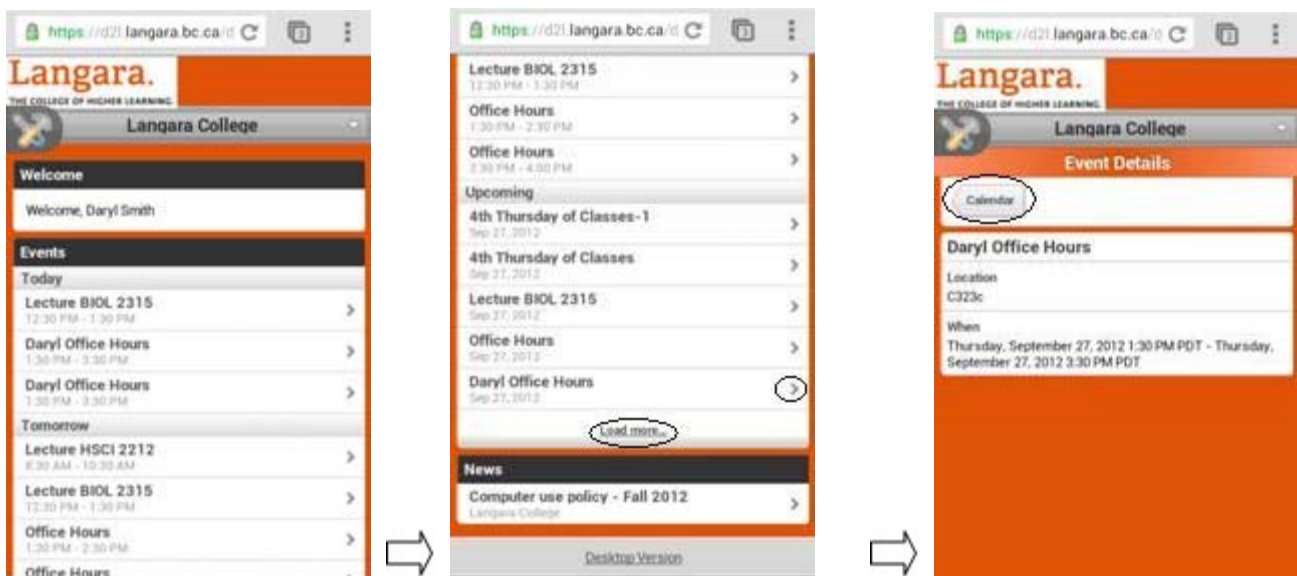 https://d2l.langara.bc.ca/d
3
Langara.
THE COLLEGE OF HIGHER LEARNING.
Langara College
Welcome
Welcome, Daryl Smith
Events
Today
Lecture BIOL 2315
12:30 PM - 1:30 PM
Daryl Office Hours
1:30 PM - 3:30 PM
Daryl Office Hours
1:30 PM - 3:30 PM
Tomorrow
Lecture HSCI 2212
8:30 AM - 10:30 AM
Lecture BIOL 2315
12:30 PM - 1:30 PM
Office Hours
1:30 PM - 2:30 PM
Office Hours
https://d2l.langara.bc.ca/d
3
Lecture BIOL 2315
12:30 PM - 1:30 PM
Office Hours
1:30 PM - 2:30 PM
Office Hours
2:30 PM - 4:00 PM
Upcoming
4th Thursday of Classes-1
Sep 27, 2012
4th Thursday of Classes
Sep 27, 2012
Lecture BIOL 2315
Sep 27, 2012
Office Hours
Sep 27, 2012
Daryl Office Hours
Sep 27, 2012
Load more...
News
Computer use policy - Fall 2012
Langara College
Desktop Version
https://d2l.langara.bc.ca/d
3
Langara.
THE COLLEGE OF HIGHER LEARNING.
Langara College
Event Details
Calendar
Daryl Office Hours
Location
C323c
When
Thursday, September 27, 2012 1:30 PM PDT - Thursday,
September 27, 2012 3:30 PM PDT